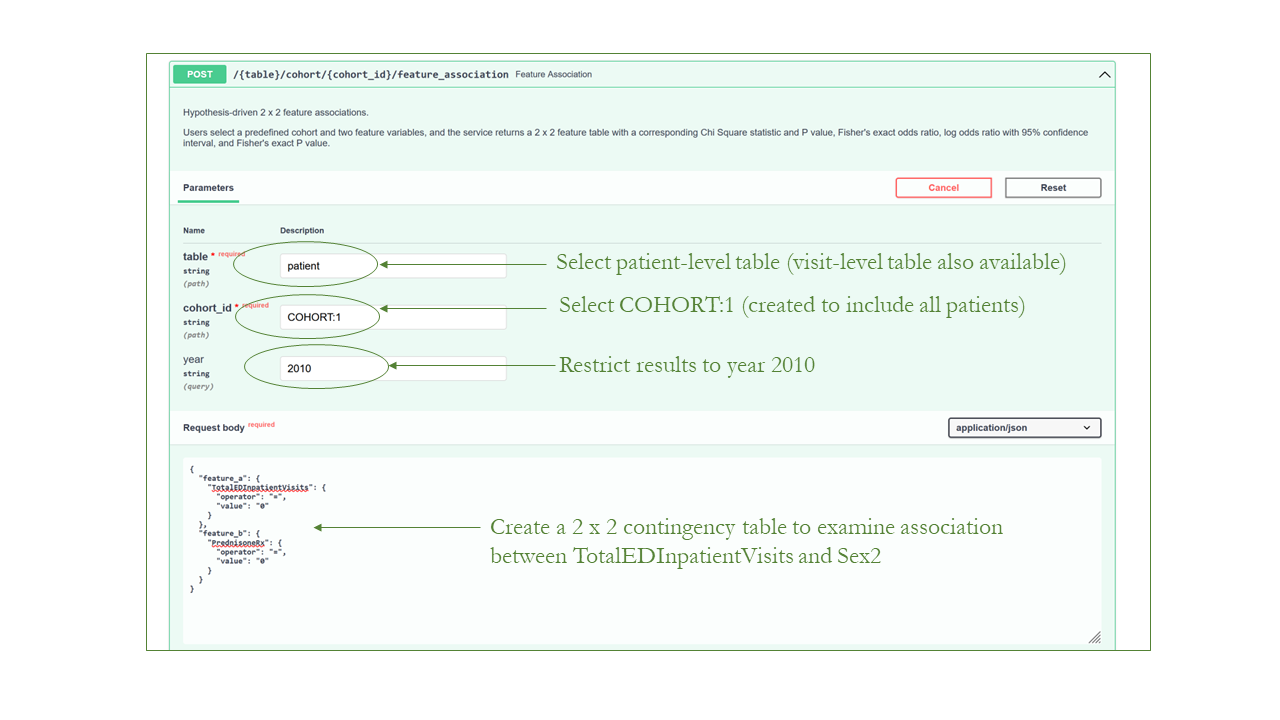 POST /{table}/cohort/{cohort_id}/feature_association Feature Association
Hypothesis-driven 2 x 2 feature associations.
Users select a predefined cohort and two feature variables, and the service returns a 2 x 2 feature table with a corresponding Chi Square statistic and P value, Fisher's exact odds ratio, log odds ratio with 95% confidence
interval, and Fisher's exact P value.
Parameters
Cancel
Reset
Name
Description
table * required
string
(path)
patient
Select patient-level table (visit-level table also available)
cohort_id * required
string
(path)
COHORT:1
Select COHORT:1 (created to include all patients)
year
string
(query)
2010
Restrict results to year 2010
Request body required
application/json
{
"feature_a": {
"TotalEDInpatientVisits": {
"operator": "=",
"value": "0"
}
},
"feature_b": {
"PrednisoneRx": {
"operator": "=",
"value": "0"
}
}
}
Create a 2 x 2 contingency table to examine association
between TotalEDInpatientVisits and Sex2